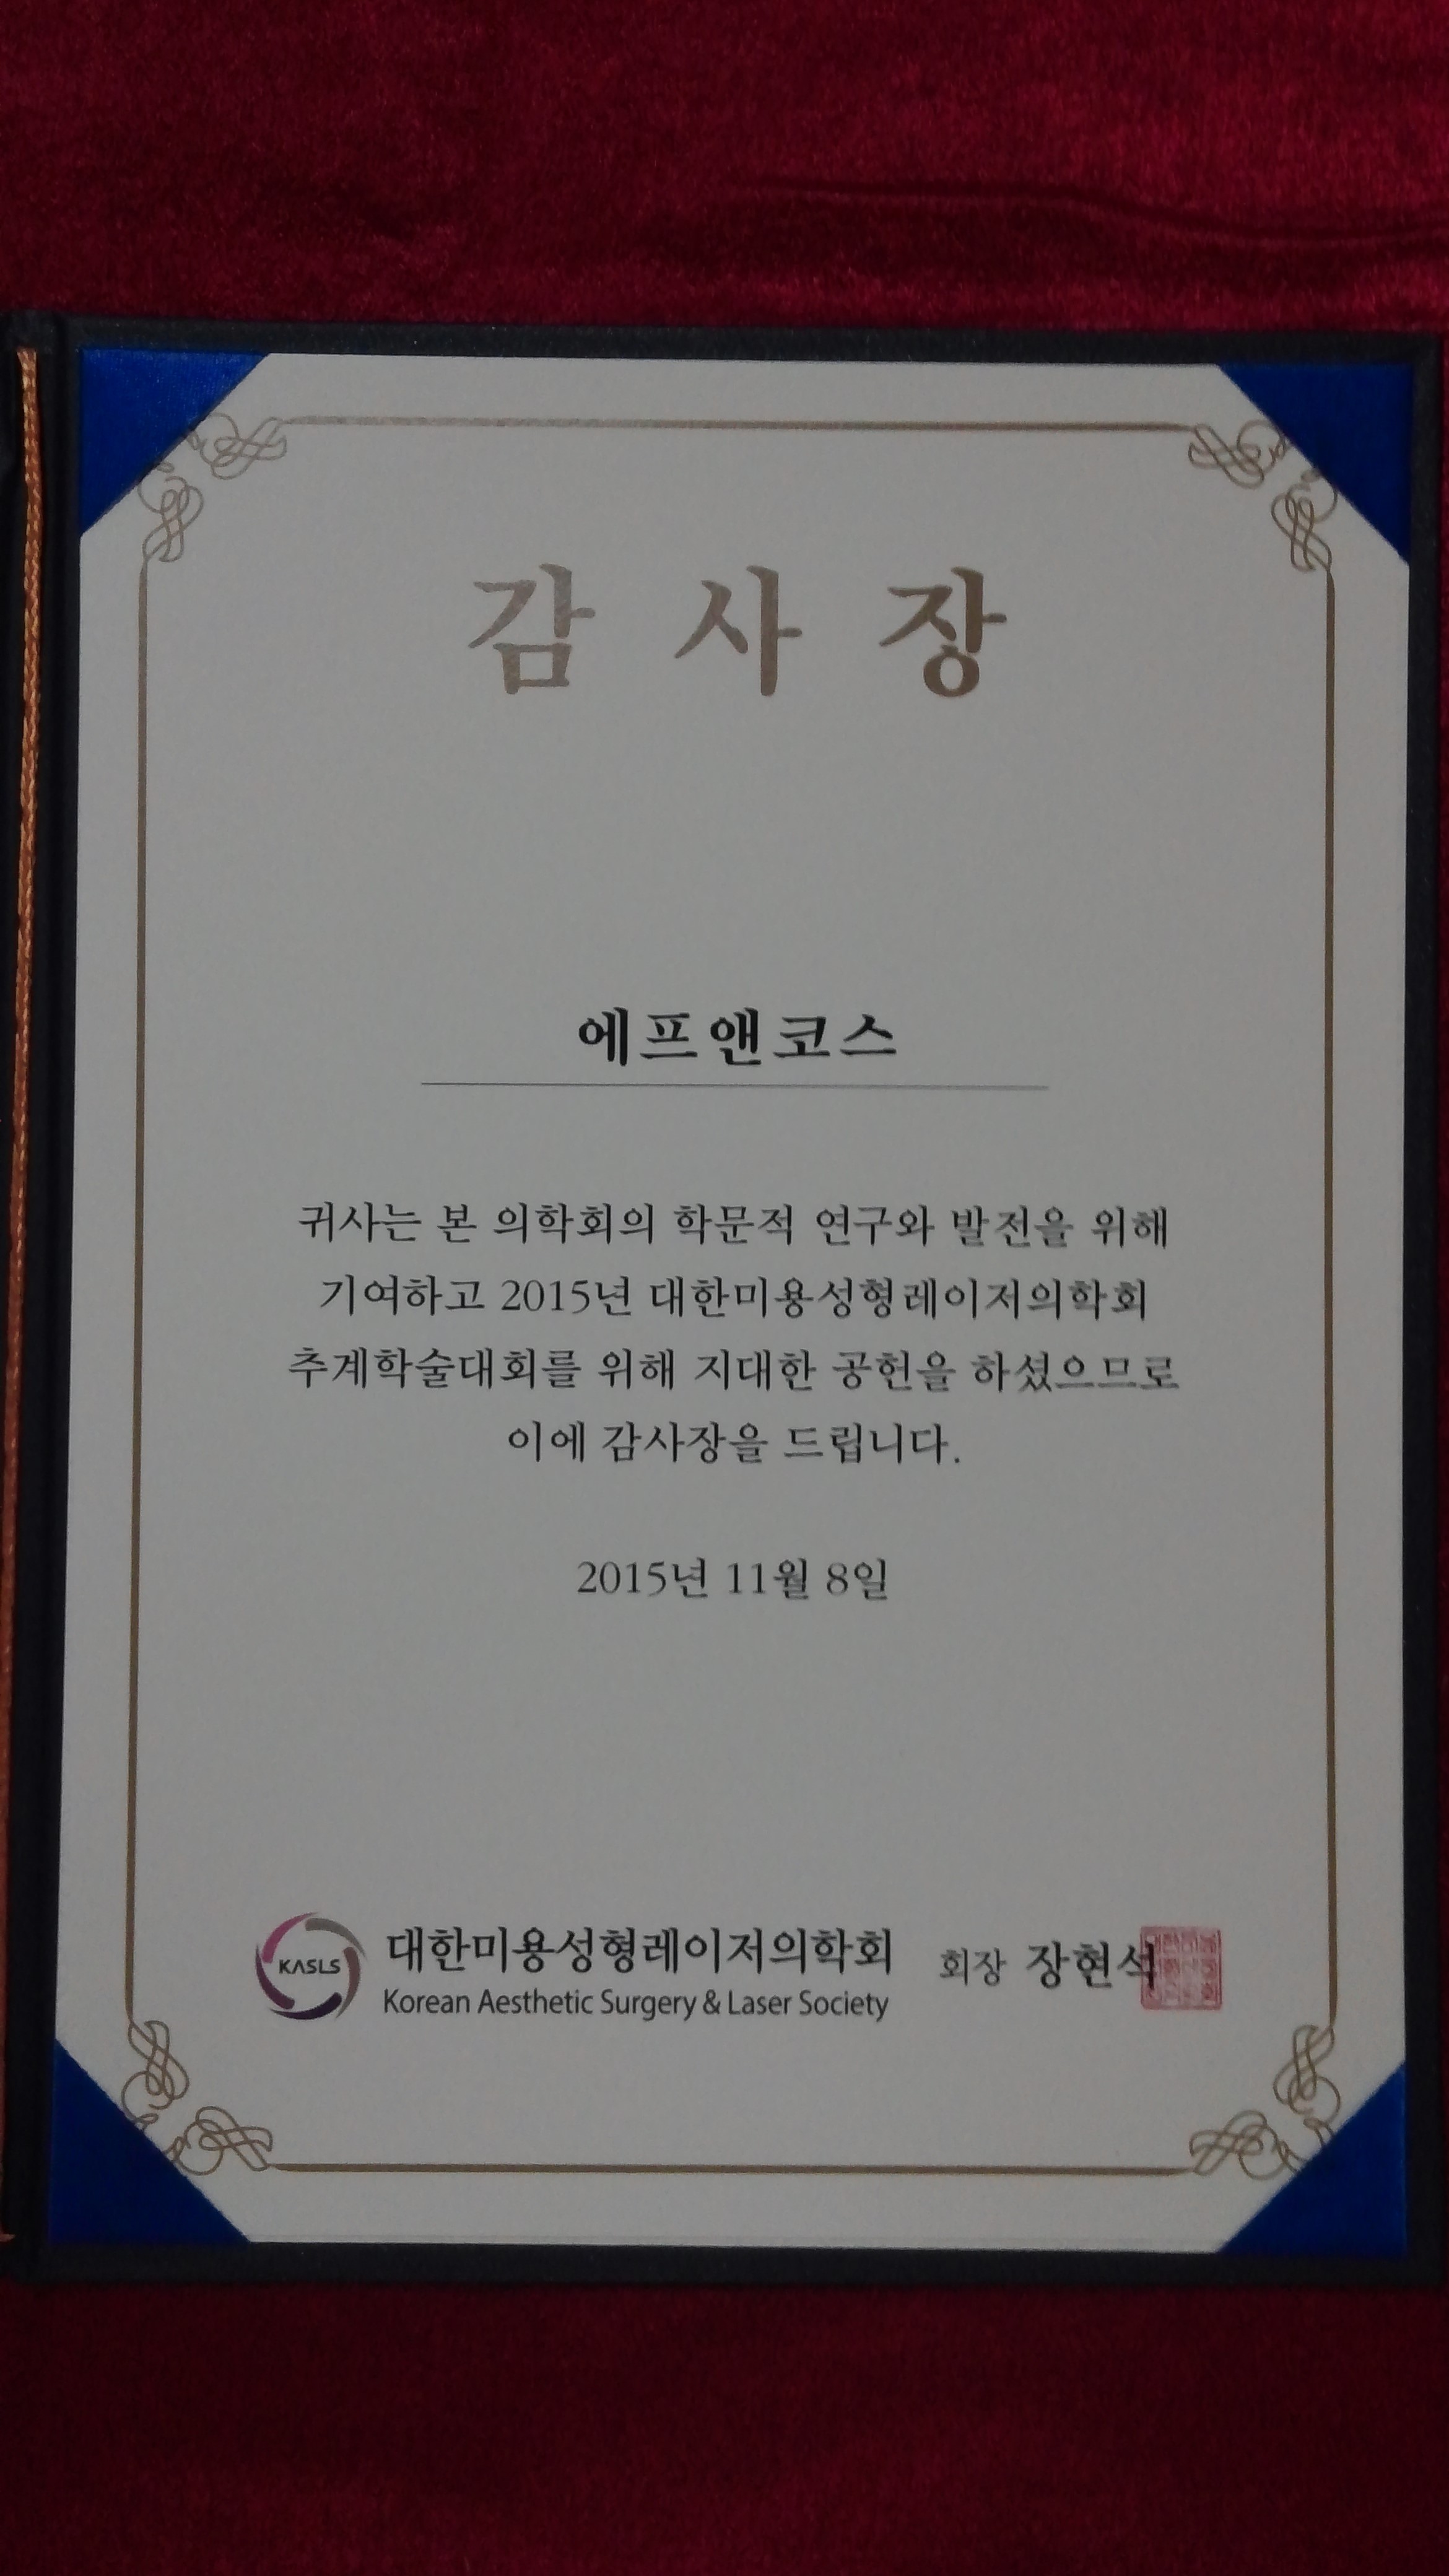 감 사 장
에프앤코스
귀사는 본 의학회의 학문적 연구와 발전을 위해
기여하고 2015년 대한미용성형레이저의학회
추계학술대회를 위해 지대한 공헌을 하셨으므로
이에 감사장을 드립니다.
2015년 11월 8일
KASLS
대한미용성형레이저의학회 회장 장현석
Korean Aesthetic Surgery & Laser Society